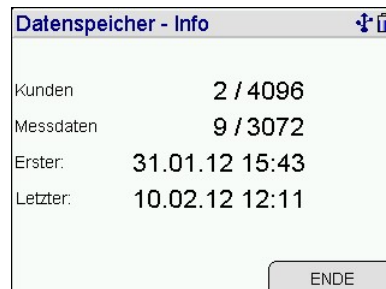 Datenspeicher - Info
Kunden 2 / 4096
Messdaten 9 / 3072
Erster: 31.01.12 15:43
Letzter: 10.02.12 12:11
ENDE